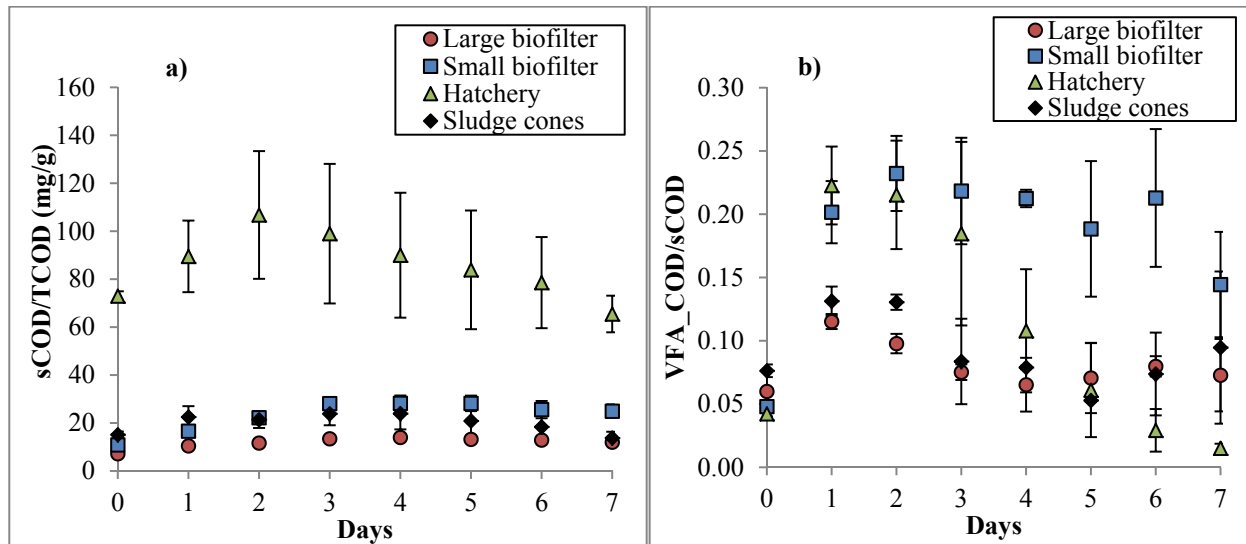 a)
Large biofilter
Small biofilter
Hatchery
Sludge cones
sCOD/TCOD (mg/g)
160
140
120
100
80
60
40
20
0
0 1 2 3 4 5 6 7
Days
b)
Large biofilter
Small biofilter
Hatchery
Sludge cones
VFA_COD/sCOD
0.30
0.25
0.20
0.15
0.10
0.05
0.00
0 1 2 3 4 5 6 7
Days